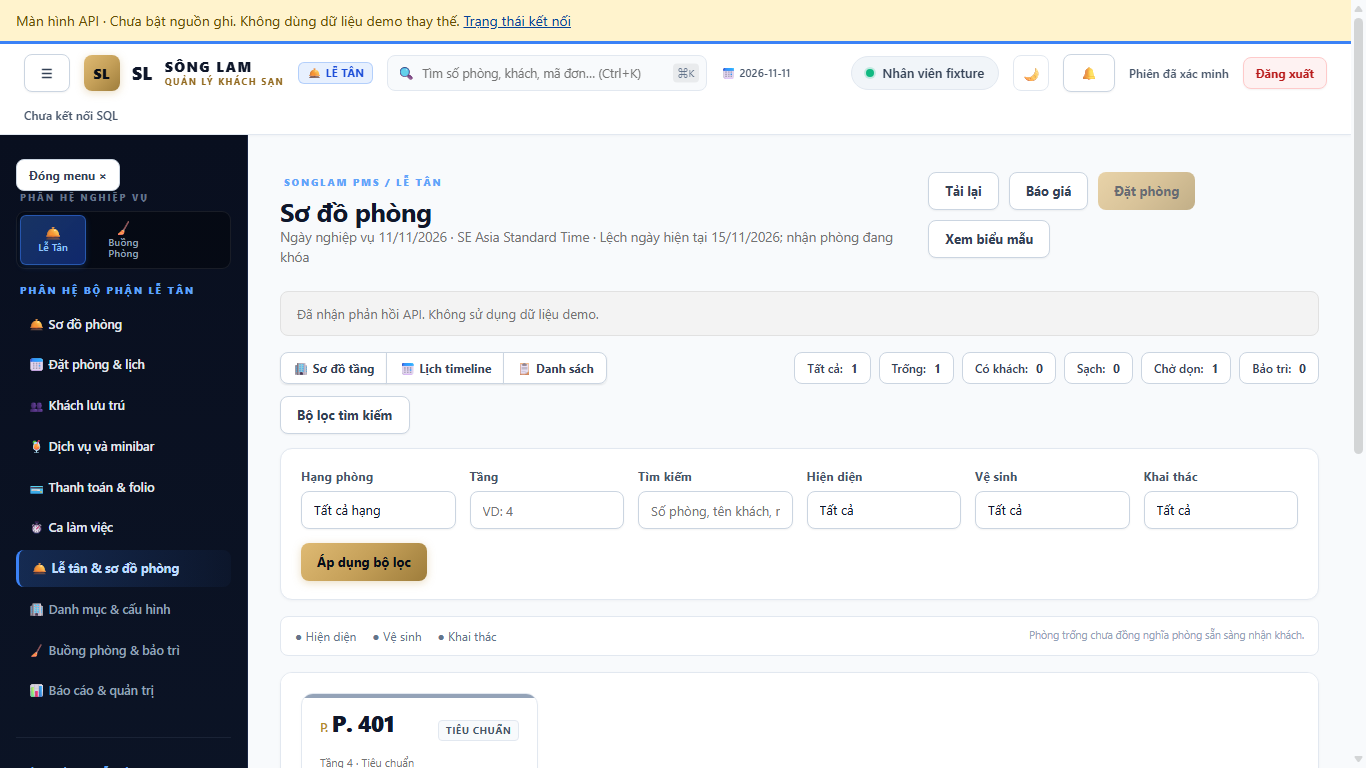 Màn hình API · Chưa bật nguồn ghi. Không dùng dữ liệu demo thay thế. Trạng thái kết nối
☰
SL
SL
SÔNG LAM
QUẢN LÝ KHÁCH SẠN
LỄ TÂN
Tìm số phòng, khách, mã đơn... (Ctrl+K)
⌘K
2026-11-11
Nhân viên fixture
Phiên đã xác minh
Đăng xuất
Chưa kết nối SQL
Đóng menu ×
PHÂN HỆ NGHIỆP VỤ
Lễ Tân
Buồng Phòng
PHÂN HỆ BỘ PHẬN LỄ TÂN
Sơ đồ phòng
Đặt phòng & lịch
Khách lưu trú
Dịch vụ và minibar
Thanh toán & folio
Ca làm việc
Lễ tân & sơ đồ phòng
Danh mục & cấu hình
Buồng phòng & bảo trì
Báo cáo & quản trị
SONGLAM PMS / LỄ TÂN
Sơ đồ phòng
Ngày nghiệp vụ 11/11/2026 · SE Asia Standard Time · Lệch ngày hiện tại 15/11/2026; nhận phòng đang
khóa
Tải lại
Báo giá
Đặt phòng
Xem biểu mẫu
Đã nhận phản hồi API. Không sử dụng dữ liệu demo.
Sơ đồ tầng
Lịch timeline
Danh sách
Tất cả: 1
Trống: 1
Có khách: 0
Sạch: 0
Chờ dọn: 1
Bảo trì: 0
Bộ lọc tìm kiếm
Hạng phòng
Tầng
Tìm kiếm
Hiện diện
Vệ sinh
Khai thác
Tất cả hạng
VD: 4
Số phòng, tên khách, r
Tất cả
Tất cả
Tất cả
Áp dụng bộ lọc
● Hiện diện
● Vệ sinh
● Khai thác
Phòng trống chưa đồng nghĩa phòng sẵn sàng nhận khách.
P. P. 401
TIÊU CHUẨN
Tầng 4 · Tiêu chuẩn